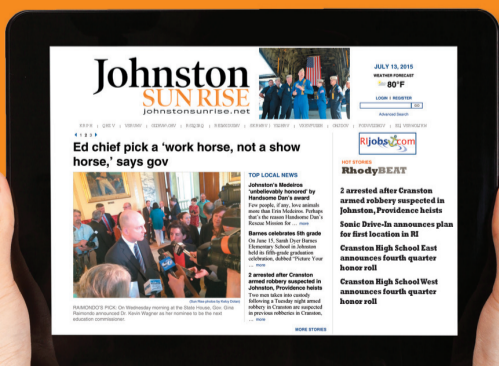 Johnston
SUN RISE
johnstonsunrise.net
JULY 13, 2015
WEATHER FORECAST
80°F
LOGIN | REGISTER
Advanced Search
1 2 3
Ed chief pick a ‘work horse, not a show
horse,’ says gov
RAIMONDO'S PICK: On Wednesday morning at the State House, Gov. Gina
Raimondo announced Dr. Kevin Wagner as her nominee to be the next
education commissioner.
TOP LOCAL NEWS
Johnston's Medeiros
‘unbelievably honored’ by
Handsome Dan's award
Few people, if any, love animals
more than Erin Medeiros. Perhaps
that's the reason Handsome Dan's
Rescue Mission for ... more
Barnes celebrates 5th grade
On June 15, Sarah Dyer Barnes
Elementary School in Johnston
held its fifth-grade graduation
celebration, dubbed "Picture Your
... more
2 arrested after Cranston
armed robbery suspected in
Johnston, Providence heists
Two men taken into custody
following a Tuesday night armed
robbery in Cranston are suspected
in previous robberies in Cranston,
MORE STORIES
RIjobs.com
HOT STORIES
RhodyBEAT
2 arrested after Cranston
armed robbery suspected in
Johnston, Providence heists
Sonic Drive-In announces plan
for first location in RI
Cranston High School East
announces fourth quarter
honor roll
Cranston High School West
announces fourth quarter
honor roll